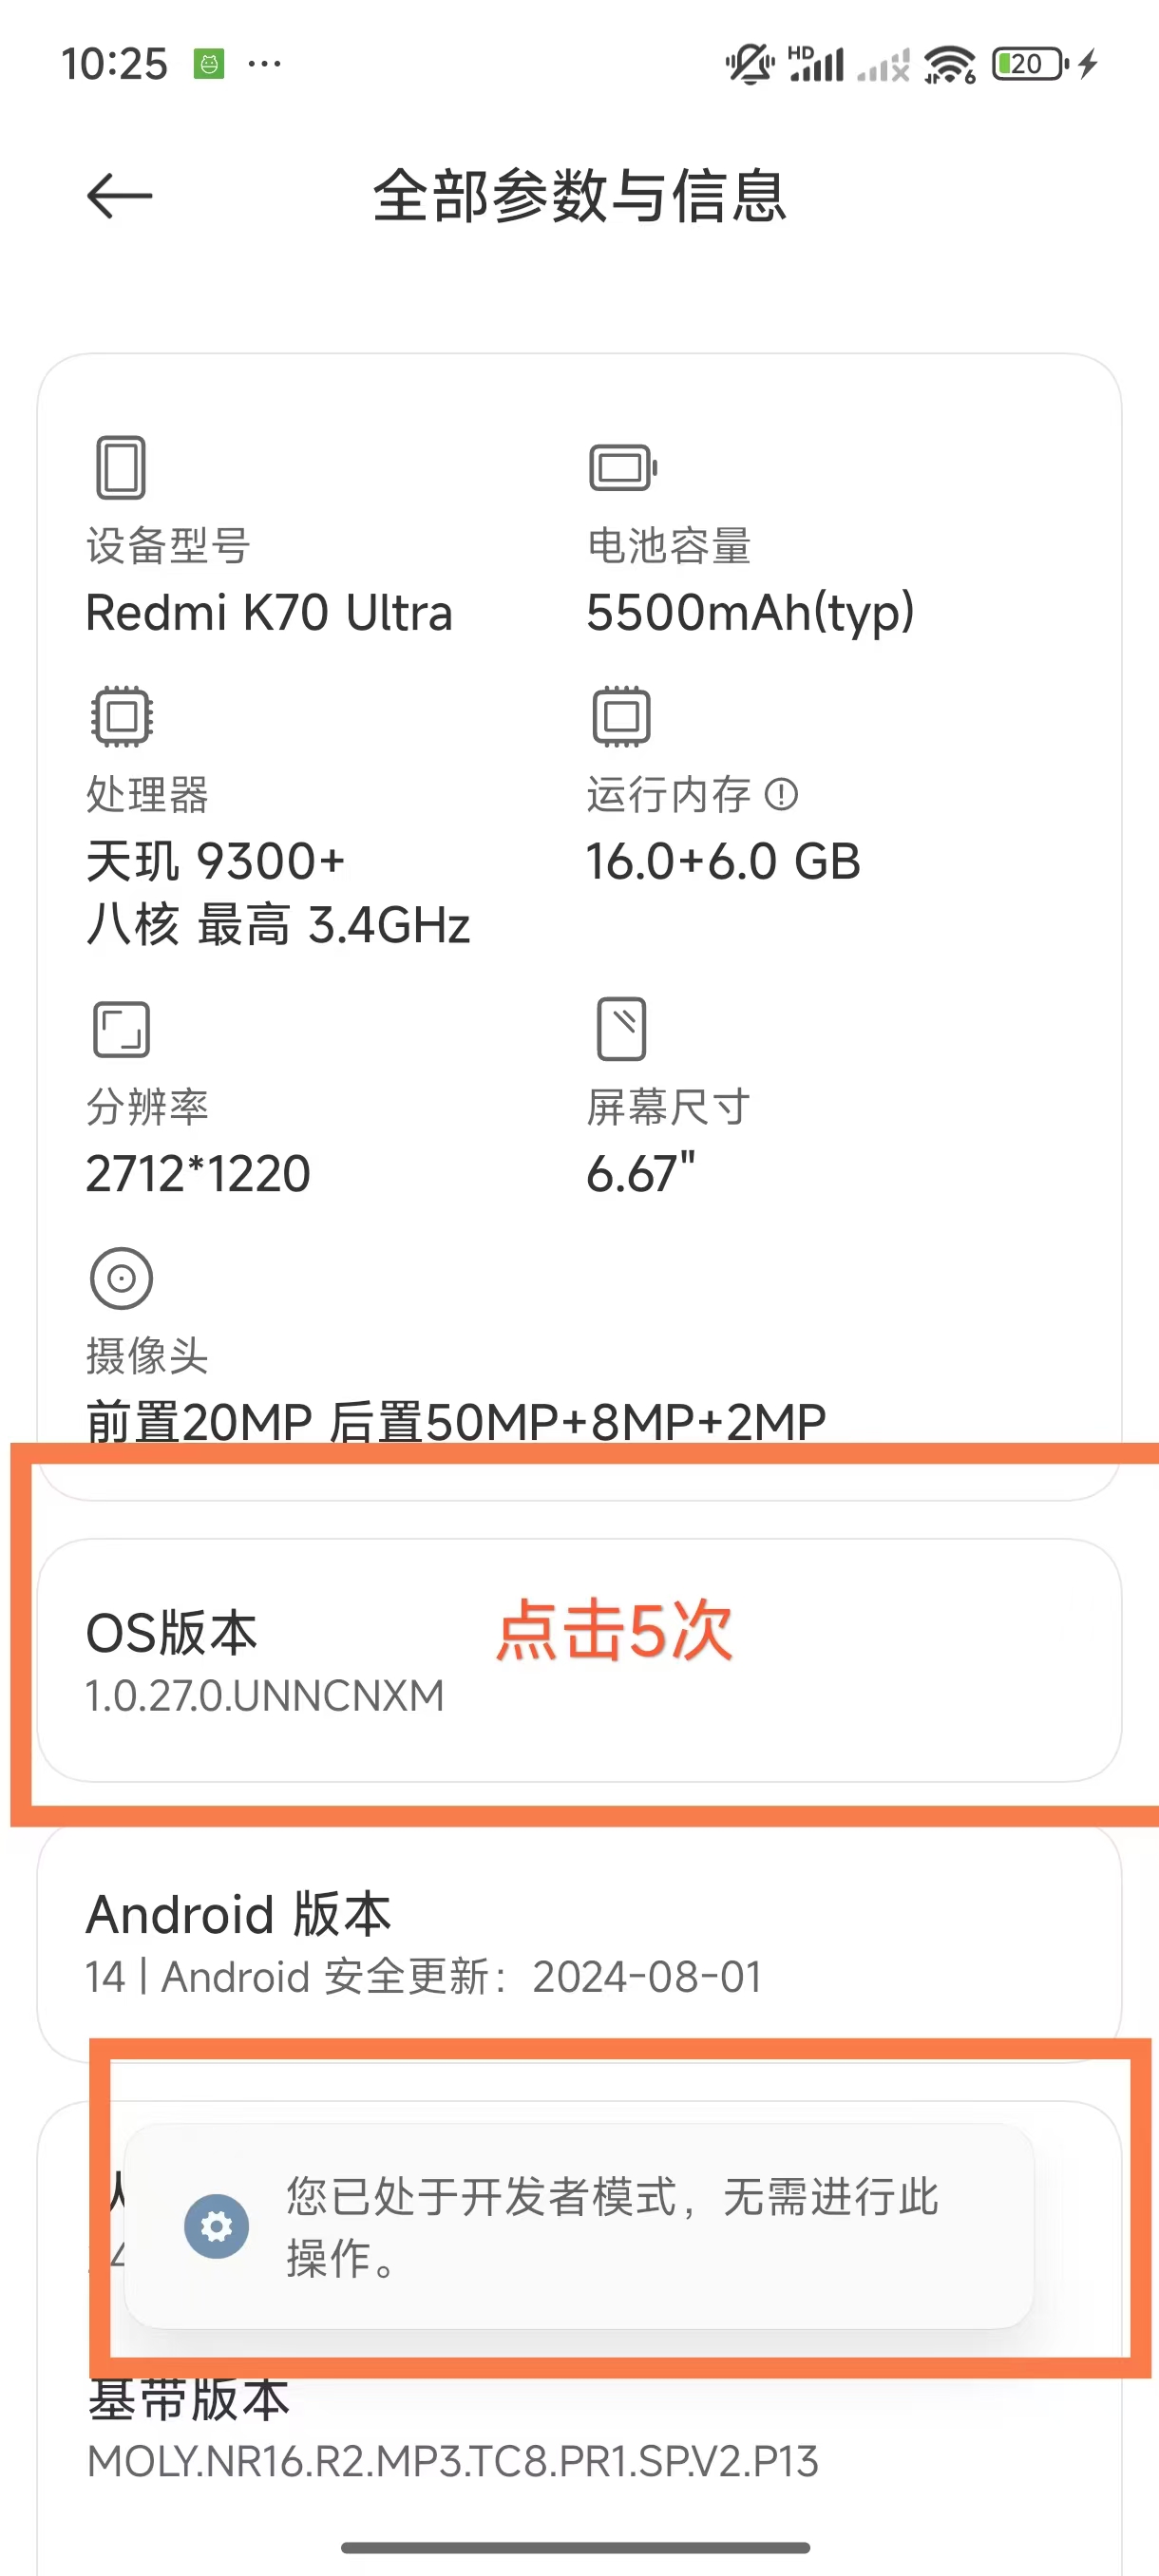 10:25 ... HD 6 20
全部参数与信息
设备型号 电池容量
Redmi K70 Ultra 5500mAh(typ)
处理器 运行内存
天玑 9300+ 16.0+6.0 GB
八核 最高 3.4GHz
分辨率 屏幕尺寸
2712*1220 6.67"
摄像头
前置20MP 后置50MP+8MP+2MP
OS版本 点击5次
1.0.27.0.UNNCNXM
Android 版本
14 | Android 安全更新：2024-08-01
您已处于开发者模式，无需进行此
操作。
基带版本
MOLY.NR16.R2.MP3.TC8.PR1.SP.V2.P13